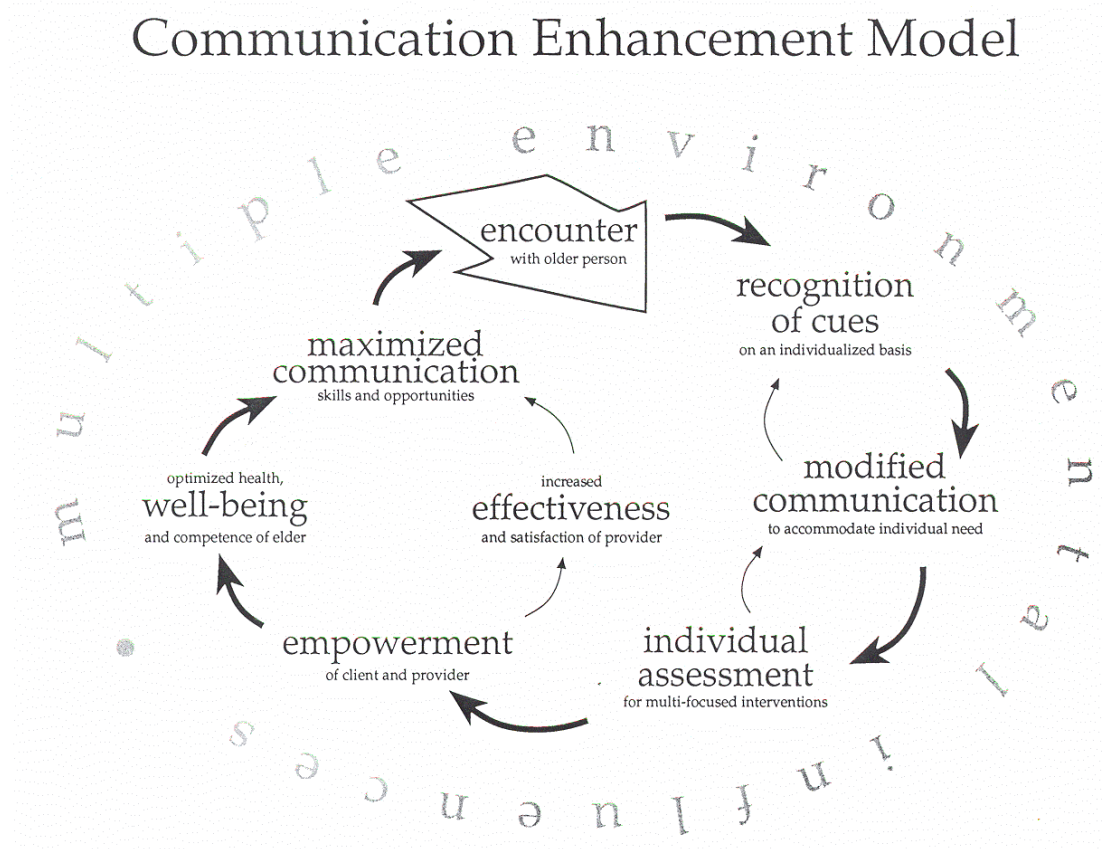 Communication Enhancement Model
multiple environmental influences •
encounter
with older person
recognition
of cues
on an individualized basis
modified
communication
to accommodate individual need
individual
assessment
for multi-focused interventions
empowerment
of client and provider
increased
effectiveness
and satisfaction of provider
optimized health,
well-being
and competence of elder
maximized
communication
skills and opportunities